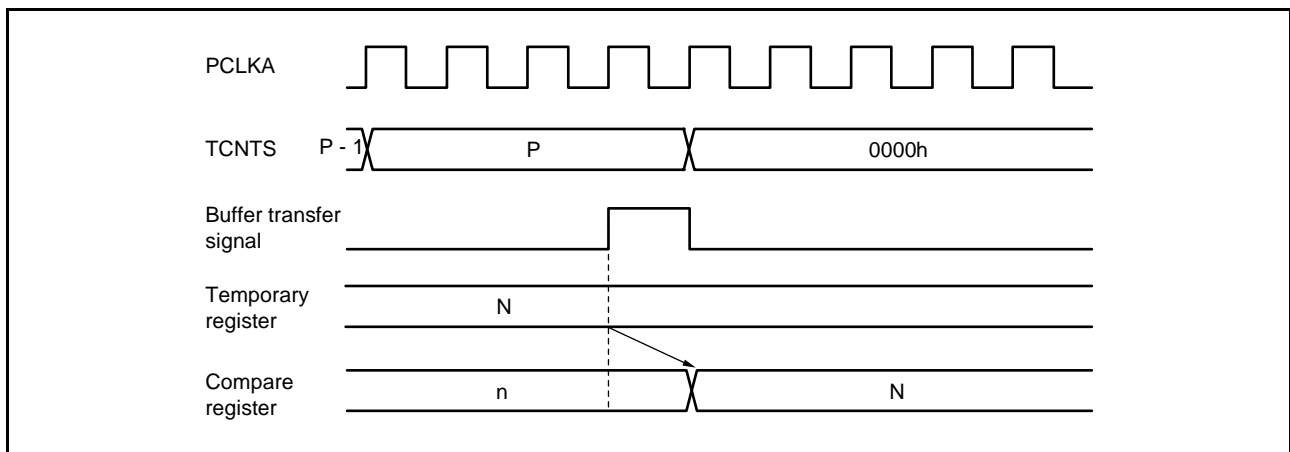 PCLKA
TCNTS
P - 1
P
0000h
Buffer transfer
signal
Temporary
register
N
Compare
register
n
N